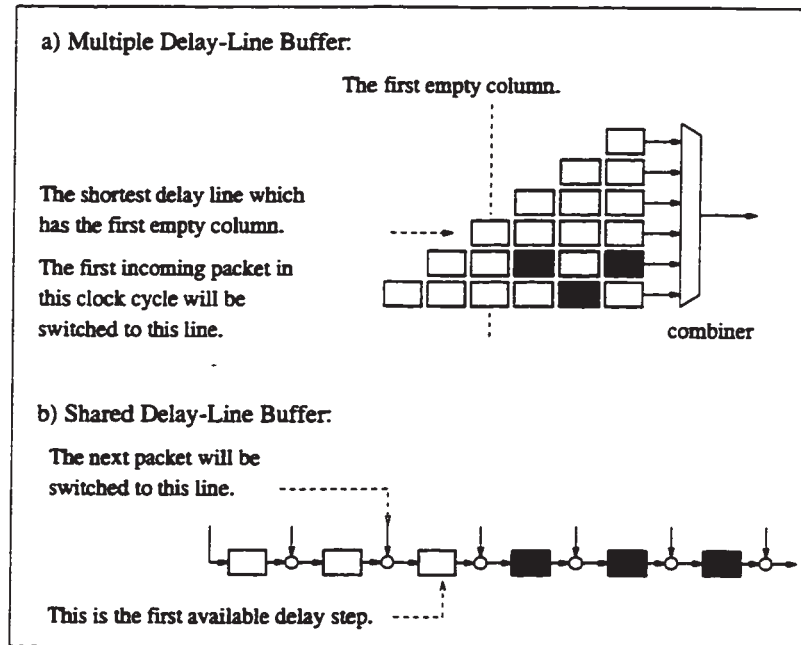 a) Multiple Delay-Line Buffer:
The first empty column.
The shortest delay line which
has the first empty column.
The first incoming packet in
this clock cycle will be
switched to this line.
combiner
b) Shared Delay-Line Buffer:
The next packet will be
switched to this line.
This is the first available delay step.